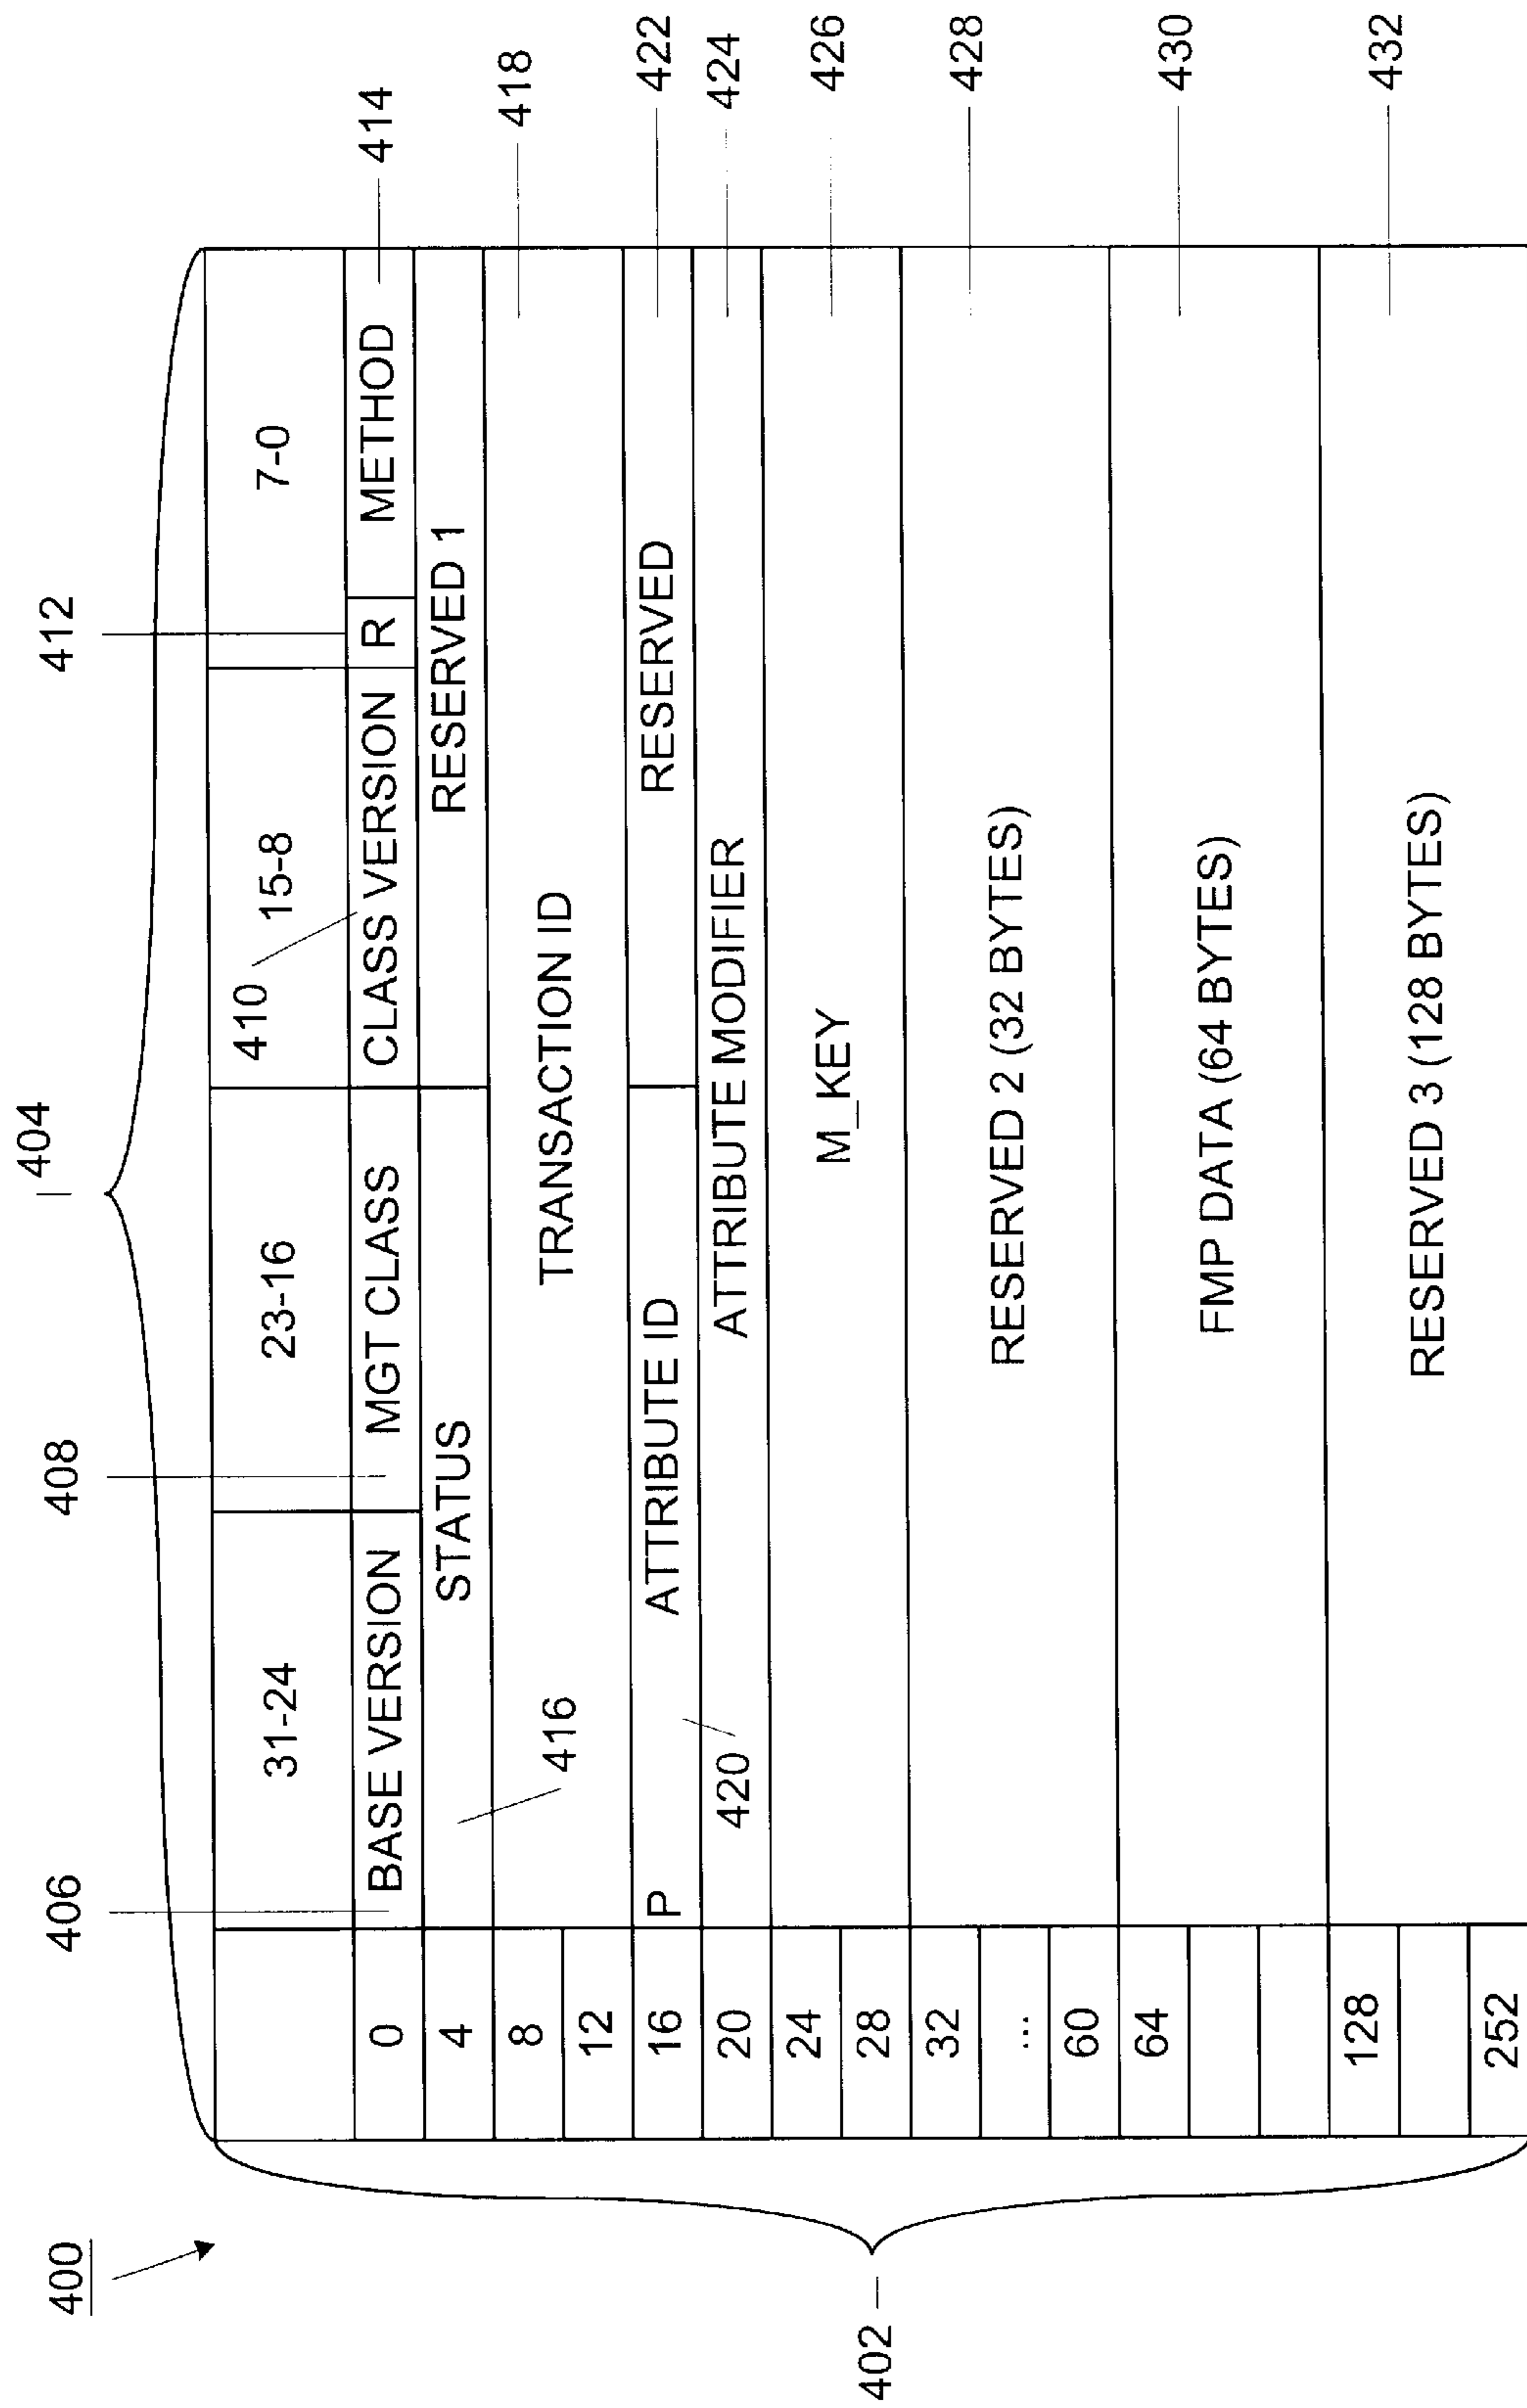 400
402
404
406
408
412
31-24
23-16
410
15-8
7-0
0
BASE VERSION
MGT CLASS
CLASS VERSION
R
METHOD
414
4
STATUS
RESERVED 1
416
8
TRANSACTION ID
418
12
16
P
ATTRIBUTE ID
RESERVED
422
20
420
ATTRIBUTE MODIFIER
424
24
M_KEY
426
28
32
RESERVED 2 (32 BYTES)
428
...
60
64
FMP DATA (64 BYTES)
430
128
RESERVED 3 (128 BYTES)
432
252